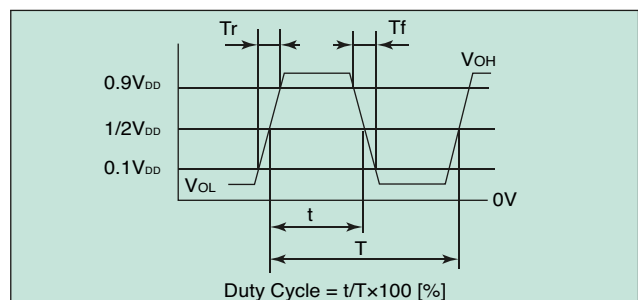 Tr
Tf
VOH
0.9VDD
1/2VDD
0.1VDD
VOL
0V
t
T
Duty Cycle = t/T×100 [%]